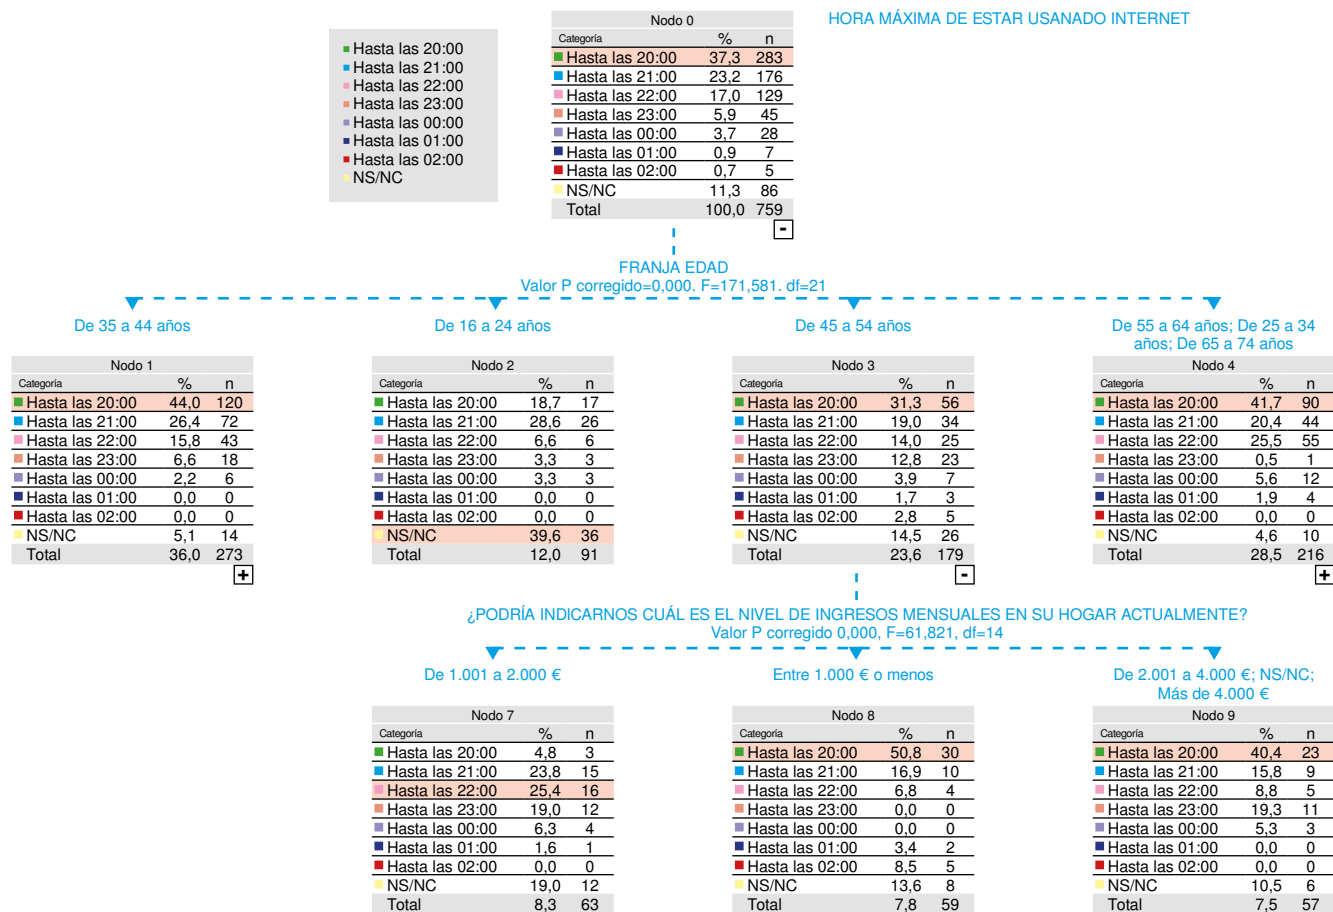 HORA MÁXIMA DE ESTAR USANADO INTERNET
Hasta las 20:00
Hasta las 21:00
Hasta las 22:00
Hasta las 23:00
Hasta las 00:00
Hasta las 01:00
Hasta las 02:00
NS/NC
Nodo 0
Categoría % n
Hasta las 20:00 37,3 283
Hasta las 21:00 23,2 176
Hasta las 22:00 17,0 129
Hasta las 23:00 5,9 45
Hasta las 00:00 3,7 28
Hasta las 01:00 0,9 7
Hasta las 02:00 0,7 5
NS/NC 11,3 86
Total 100,0 759
-
FRANJA EDAD
Valor P corregido=0,000. F=171,581. df=21
De 35 a 44 años
Nodo 1
Categoría % n
Hasta las 20:00 44,0 120
Hasta las 21:00 26,4 72
Hasta las 22:00 15,8 43
Hasta las 23:00 6,6 18
Hasta las 00:00 2,2 6
Hasta las 01:00 0,0 0
Hasta las 02:00 0,0 0
NS/NC 5,1 14
Total 36,0 273
+
De 16 a 24 años
Nodo 2
Categoría % n
Hasta las 20:00 18,7 17
Hasta las 21:00 28,6 26
Hasta las 22:00 6,6 6
Hasta las 23:00 3,3 3
Hasta las 00:00 3,3 3
Hasta las 01:00 0,0 0
Hasta las 02:00 0,0 0
NS/NC 39,6 36
Total 12,0 91
De 45 a 54 años
Nodo 3
Categoría % n
Hasta las 20:00 31,3 56
Hasta las 21:00 19,0 34
Hasta las 22:00 14,0 25
Hasta las 23:00 12,8 23
Hasta las 00:00 3,9 7
Hasta las 01:00 1,7 3
Hasta las 02:00 2,8 5
NS/NC 14,5 26
Total 23,6 179
-
De 55 a 64 años; De 25 a 34
años; De 65 a 74 años
Nodo 4
Categoría % n
Hasta las 20:00 41,7 90
Hasta las 21:00 20,4 44
Hasta las 22:00 25,5 55
Hasta las 23:00 0,5 1
Hasta las 00:00 5,6 12
Hasta las 01:00 1,9 4
Hasta las 02:00 0,0 0
NS/NC 4,6 10
Total 28,5 216
+
¿PODRÍA INDICARNOS CUÁL ES EL NIVEL DE INGRESOS MENSUALES EN SU HOGAR ACTUALMENTE?
Valor P corregido 0,000, F=61,821, df=14
De 1.001 a 2.000 €
Nodo 7
Categoría % n
Hasta las 20:00 4,8 3
Hasta las 21:00 23,8 15
Hasta las 22:00 25,4 16
Hasta las 23:00 19,0 12
Hasta las 00:00 6,3 4
Hasta las 01:00 1,6 1
Hasta las 02:00 0,0 0
NS/NC 19,0 12
Total 8,3 63
Entre 1.000 € o menos
Nodo 8
Categoría % n
Hasta las 20:00 50,8 30
Hasta las 21:00 16,9 10
Hasta las 22:00 6,8 4
Hasta las 23:00 0,0 0
Hasta las 00:00 0,0 0
Hasta las 01:00 3,4 2
Hasta las 02:00 8,5 5
NS/NC 13,6 8
Total 7,8 59
De 2.001 a 4.000 €; NS/NC;
Más de 4.000 €
Nodo 9
Categoría % n
Hasta las 20:00 40,4 23
Hasta las 21:00 15,8 9
Hasta las 22:00 8,8 5
Hasta las 23:00 19,3 11
Hasta las 00:00 5,3 3
Hasta las 01:00 0,0 0
Hasta las 02:00 0,0 0
NS/NC 10,5 6
Total 7,5 57